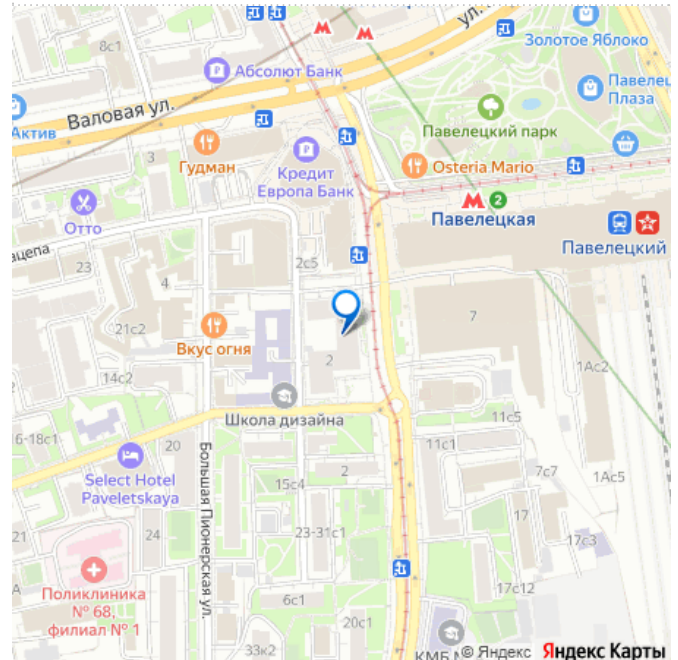 8с1
ул.
Золотое Яблоко
Абсолют Банк
Павелец
Плаза
Валовая ул.
Актив
Павелецкий парк
3
Гудман
Кредит
Европа Банк
Osteria Mario
Отто
2
Павелецкая
Павелецкий
ацепа
23
4
2с5
7
21с2
Вкус огня
2
1Ас2
14с2
Школа дизайна
6-18с1
20
11с5
11с1
Select Hotel
Paveletskaya
Большая Пионерская ул.
2
15с4
7с7
1Ас5
24
23-31с1
17с3
21
Поликлиника
№ 68,
филиал № 1
6с1
17с12
20с1
33к2
КМБ
© Яндекс Яндекс Карты